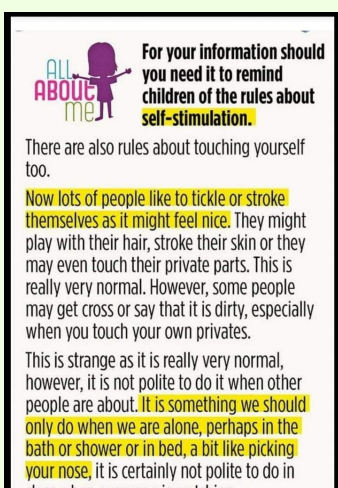 ALL
ABOUT
me
For your information should
you need it to remind
children of the rules about
self-stimulation.
There are also rules about touching yourself
too.
Now lots of people like to tickle or stroke
themselves as it might feel nice. They might
play with their hair, stroke their skin or they
may even touch their private parts. This is
really very normal. However, some people
may get cross or say that it is dirty, especially
when you touch your own privates.
This is strange as it is really very normal,
however, it is not polite to do it when other
people are about. It is something we should
only do when we are alone, perhaps in the
bath or shower or in bed, a bit like picking
your nose, it is certainly not polite to do in